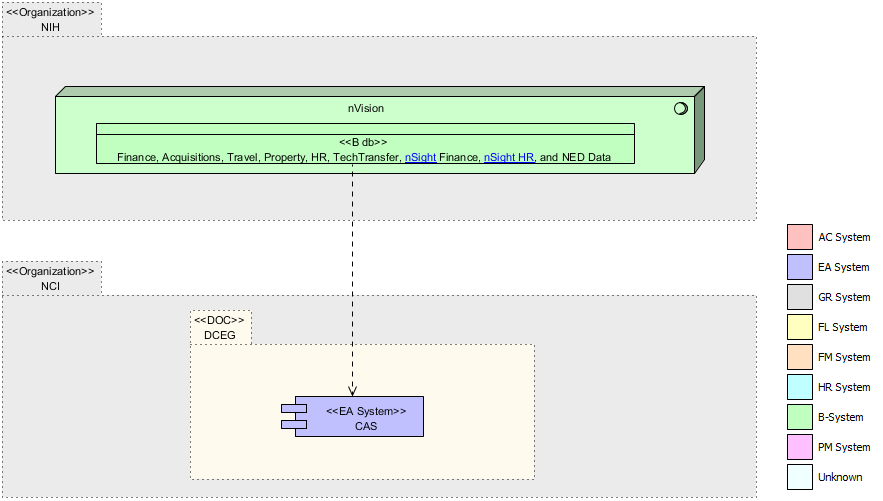 <<Organization>>
NIH
nVision
<<B db>>
Finance, Acquisitions, Travel, Property, HR, TechTransfer, nSight Finance, nSight HR, and NED Data
<<Organization>>
NCI
<<DOC>>
DCEG
<<EA System>>
CAS
AC System
EA System
GR System
FL System
FM System
HR System
B-System
PM System
Unknown